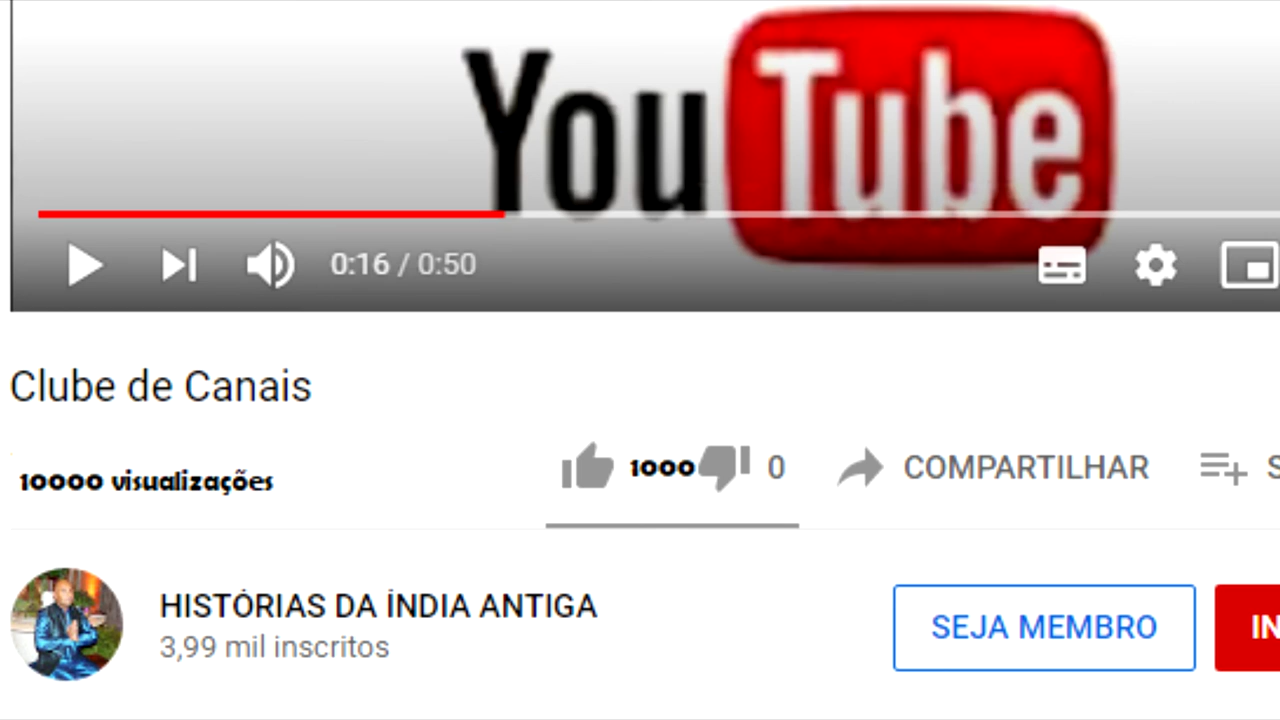 YouTube
0:16 / 0:50
Clube de Canais
10000 visualizações
1000 0 COMPARTILHAR S
HISTÓRIAS DA ÍNDIA ANTIGA
3,99 mil inscritos
SEJA MEMBRO IN